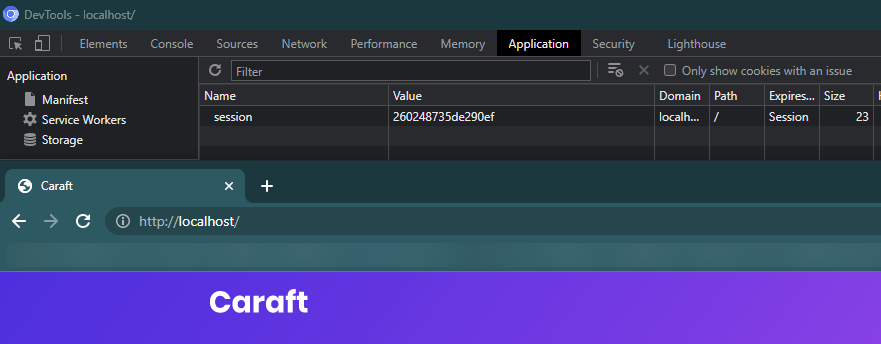 DevTools - localhost/
Elements Console Sources Network Performance Memory Application Security Lighthouse
Application
Filter
Only show cookies with an issue
Manifest
Service Workers
Storage
Name Value Domain Path Expires... Size
session 260248735de290ef localh... / Session 23
Caraft
http://localhost/
Caraft